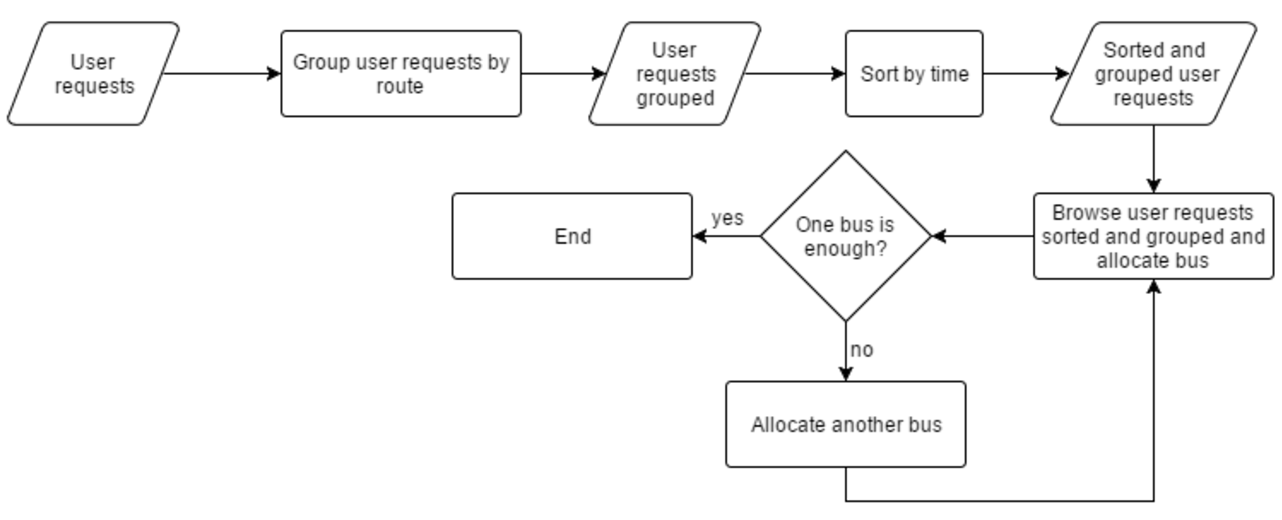 User
requests
Group user requests by
route
User
requests
grouped
Sort by time
Sorted and
grouped user
requests
End
yes
One bus is
enough?
Browse user requests
sorted and grouped and
allocate bus
no
Allocate another bus